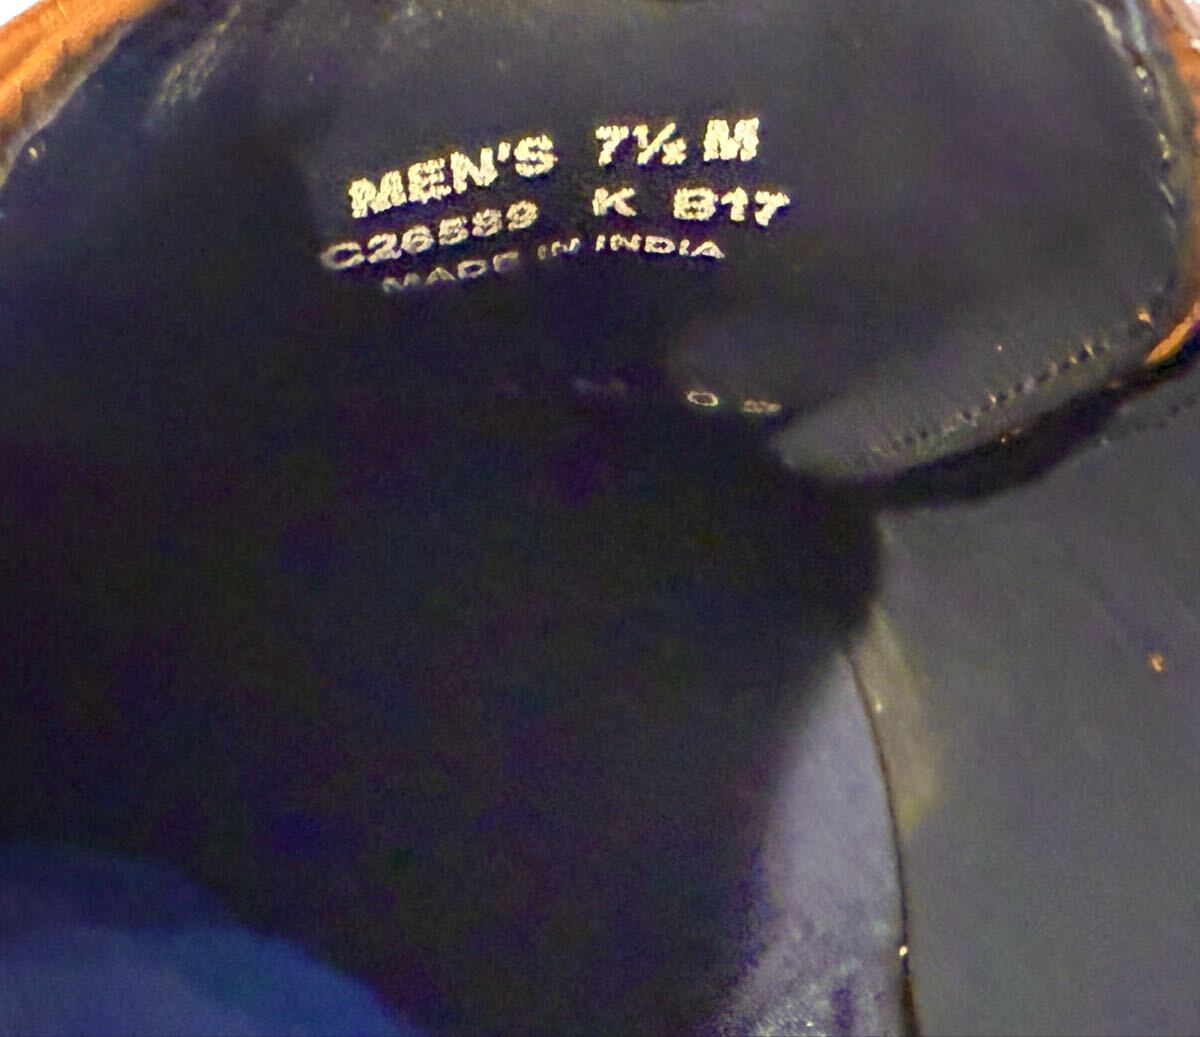 MEN'S 7½ M
C26589 K B17
MADE IN INDIA